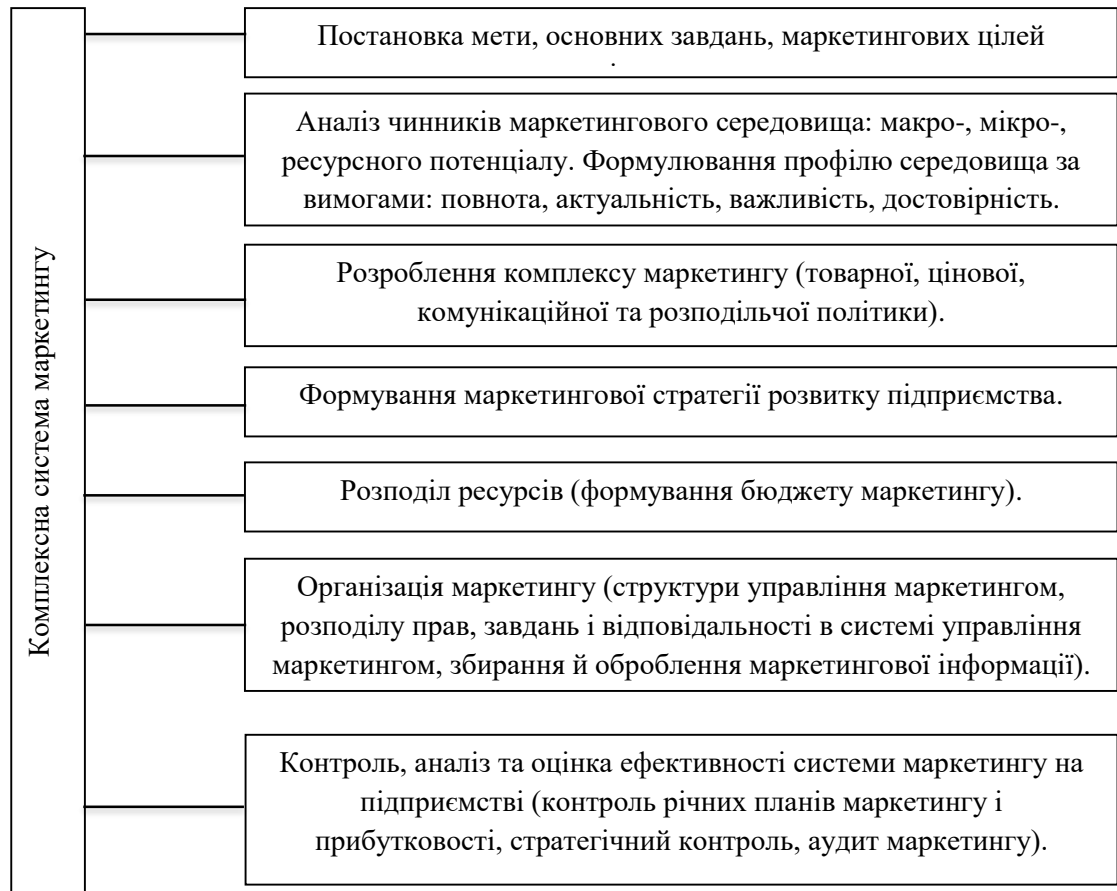 Комплексна система маркетингу
Постановка мети, основних завдань, маркетингових цілей
.
Аналіз чинників маркетингового середовища: макро-, мікро-,
ресурсного потенціалу. Формулювання профілю середовища за
вимогами: повнота, актуальність, важливість, достовірність.
Розроблення комплексу маркетингу (товарної, цінової,
комунікаційної та розподільчої політики).
Формування маркетингової стратегії розвитку підприємства.
Розподіл ресурсів (формування бюджету маркетингу).
Організація маркетингу (структури управління маркетингом,
розподілу прав, завдань і відповідальності в системі управління
маркетингом, збирання й оброблення маркетингової інформації).
Контроль, аналіз та оцінка ефективності системи маркетингу на
підприємстві (контроль річних планів маркетингу і
прибутковості, стратегічний контроль, аудит маркетингу).